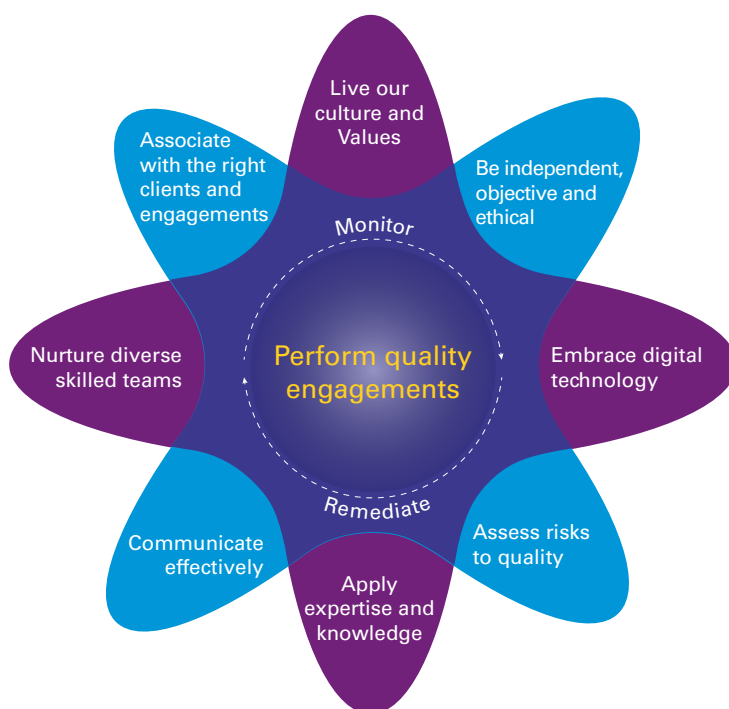 Live our
culture and
Values
Be independent,
objective and
ethical
Embrace digital
technology
Assess risks
to quality
Apply
expertise and
knowledge
Communicate
effectively
Nurture diverse
skilled teams
Associate
with the right
clients and
engagements
Monitor
Perform quality
engagements
Remediate